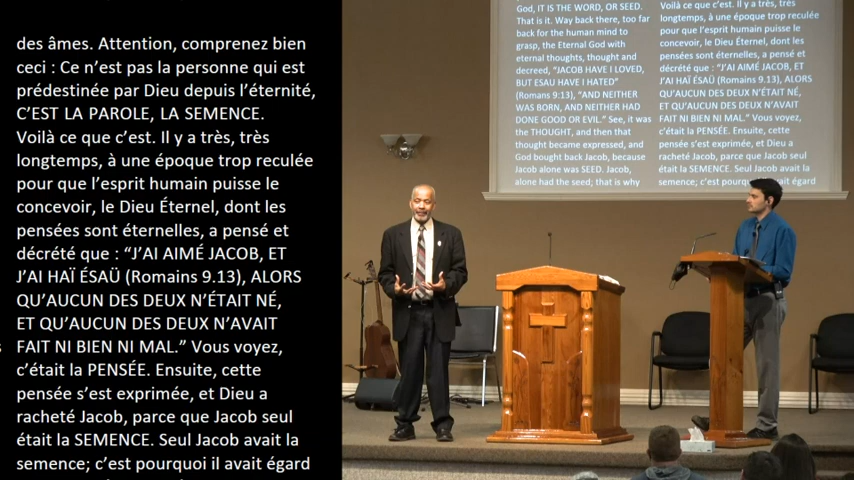 des âmes. Attention, comprenez bien
ceci : Ce n’est pas la personne qui est
prédestinée par Dieu depuis l’éternité,
C’EST LA PAROLE, LA SEMENCE.
Voilà ce que c’est. Il y a très, très
longtemps, à une époque trop reculée
pour que l’esprit humain puisse le
concevoir, le Dieu Éternel, dont les
pensées sont éternelles, a pensé et
décrété que : “J’AI AIMÉ JACOB, ET
J’AI HAÏ ÉSAÜ (Romains 9.13), ALORS
QU’AUCUN DES DEUX N’ÉTAIT NÉ,
ET QU’AUCUN DES DEUX N’AVAIT
FAIT NI BIEN NI MAL.” Vous voyez,
c’était la PENSÉE. Ensuite, cette
pensée s’est exprimée, et Dieu a
racheté Jacob, parce que Jacob seul
était la SEMENCE. Seul Jacob avait la
semence; c’est pourquoi il avait égard
God, IT IS THE WORD, OR SEED.
That is it. Way back there, too far
back for the human mind to
grasp, the Eternal God with
eternal thoughts, thought and
decreed, “JACOB HAVE I LOVED,
BUT ESAU HAVE I HATED”
(Romans 9:13), “AND NEITHER
WAS BORN, AND NEITHER HAD
DONE GOOD OR EVIL.” See, it was
the THOUGHT, and then that
thought became expressed, and
God bought back Jacob, because
Jacob alone was SEED. Jacob,
alone had the seed; that is why
Voilà ce que c’est. Il y a très, très
longtemps, à une époque trop reculée
pour que l’esprit humain puisse le
concevoir, le Dieu Éternel, dont les
pensées sont éternelles, a pensé et
décrété que : “J’AI AIMÉ JACOB, ET
J’AI HAÏ ÉSAÜ (Romains 9.13), ALORS
QU’AUCUN DES DEUX N’ÉTAIT NÉ,
ET QU’AUCUN DES DEUX N’AVAIT
FAIT NI BIEN NI MAL.” Vous voyez,
c’était la PENSÉE. Ensuite, cette
pensée s’est exprimée, et Dieu a
racheté Jacob, parce que Jacob seul
était la SEMENCE. Seul Jacob avait la
semence; c’est égard